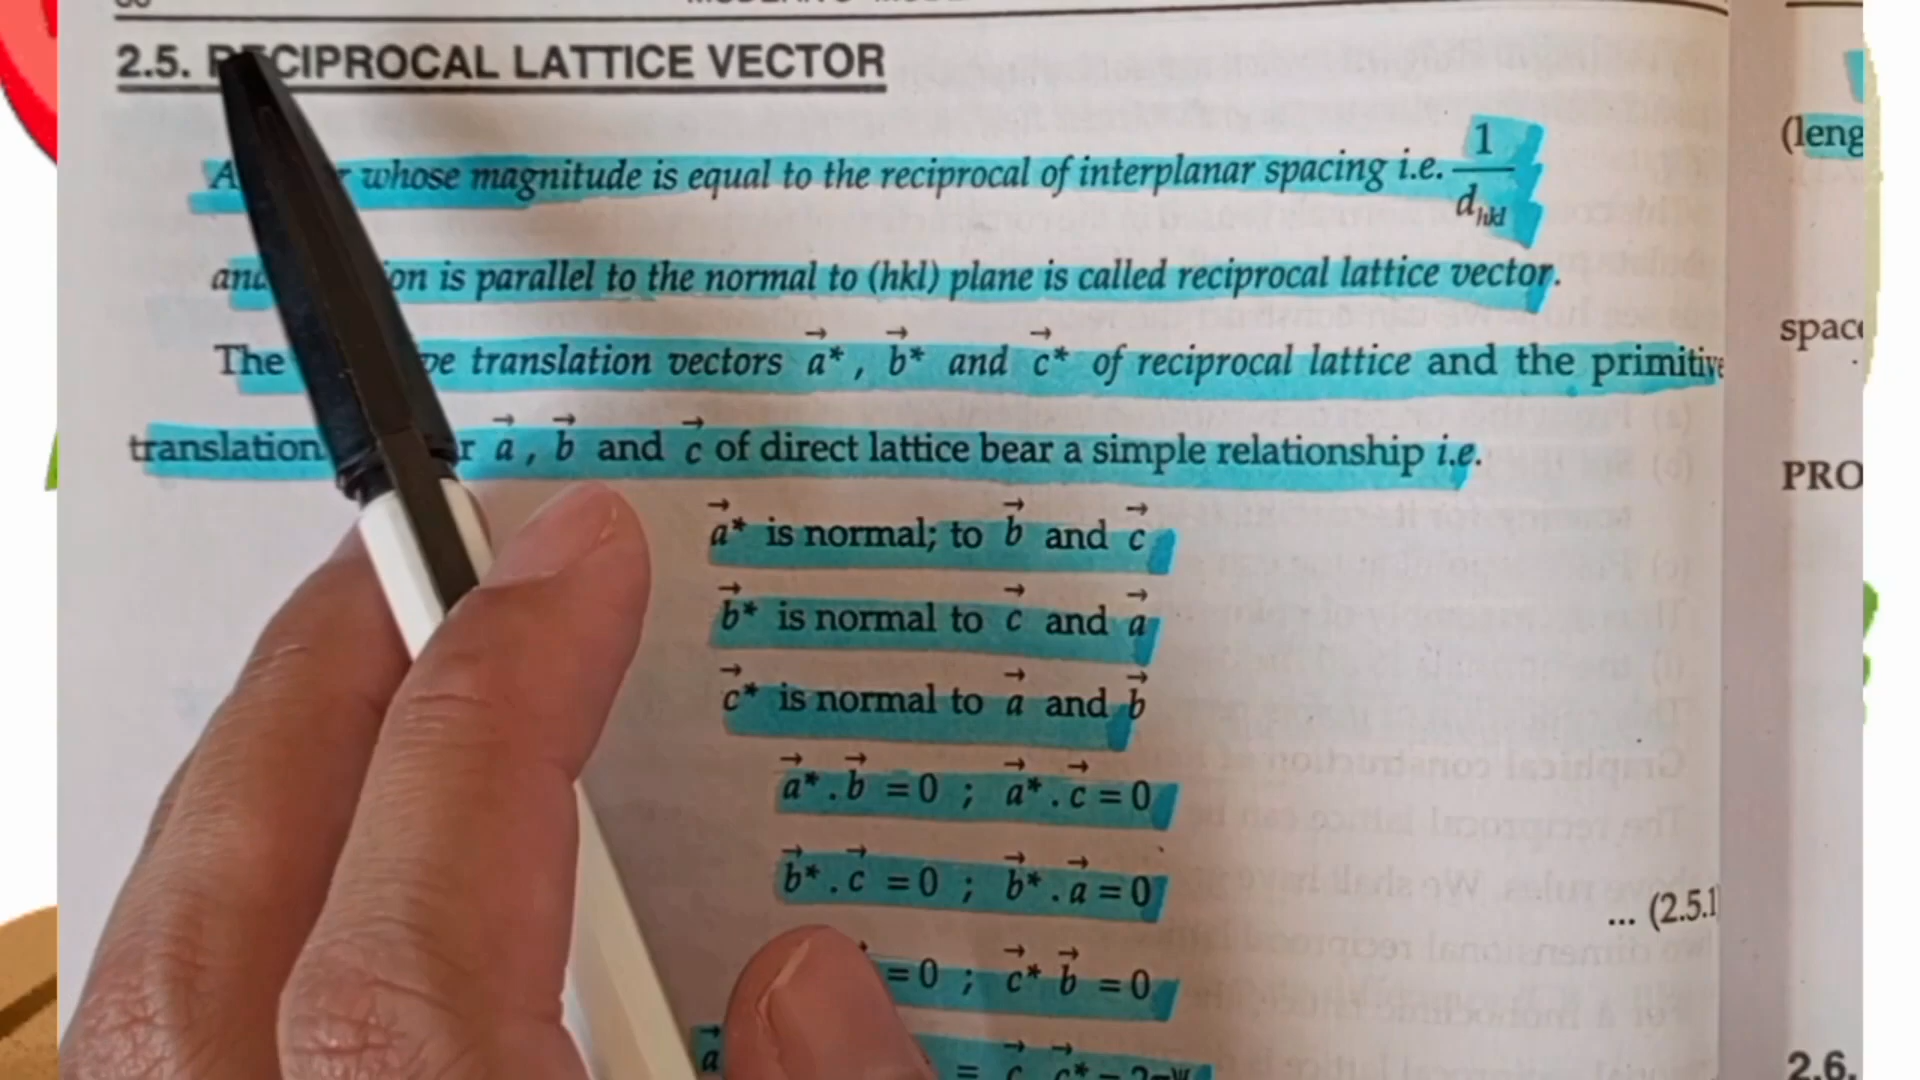 2.5. RECIPROCAL LATTICE VECTOR
whose magnitude is equal to the reciprocal of interplanar spacing i.e. 1/d_hkl
is parallel to the normal to (hkl) plane is called reciprocal lattice vector.
The translation vectors a⃗*, b⃗* and c⃗* of reciprocal lattice and the primitive
translation a⃗, b⃗ and c⃗ of direct lattice bear a simple relationship i.e.
a⃗* is normal; to b⃗ and c⃗
b⃗* is normal to c⃗ and a⃗
c⃗* is normal to a⃗ and b⃗
a⃗*.b⃗ = 0 ; a⃗*.c⃗ = 0
b⃗*.c⃗ = 0 ; b⃗*.a⃗ = 0
... (2.5.1
= 0 ; c⃗* b⃗ = 0
a⃗ = c⃗ c⃗* =
(leng
space
PRO
2.6.